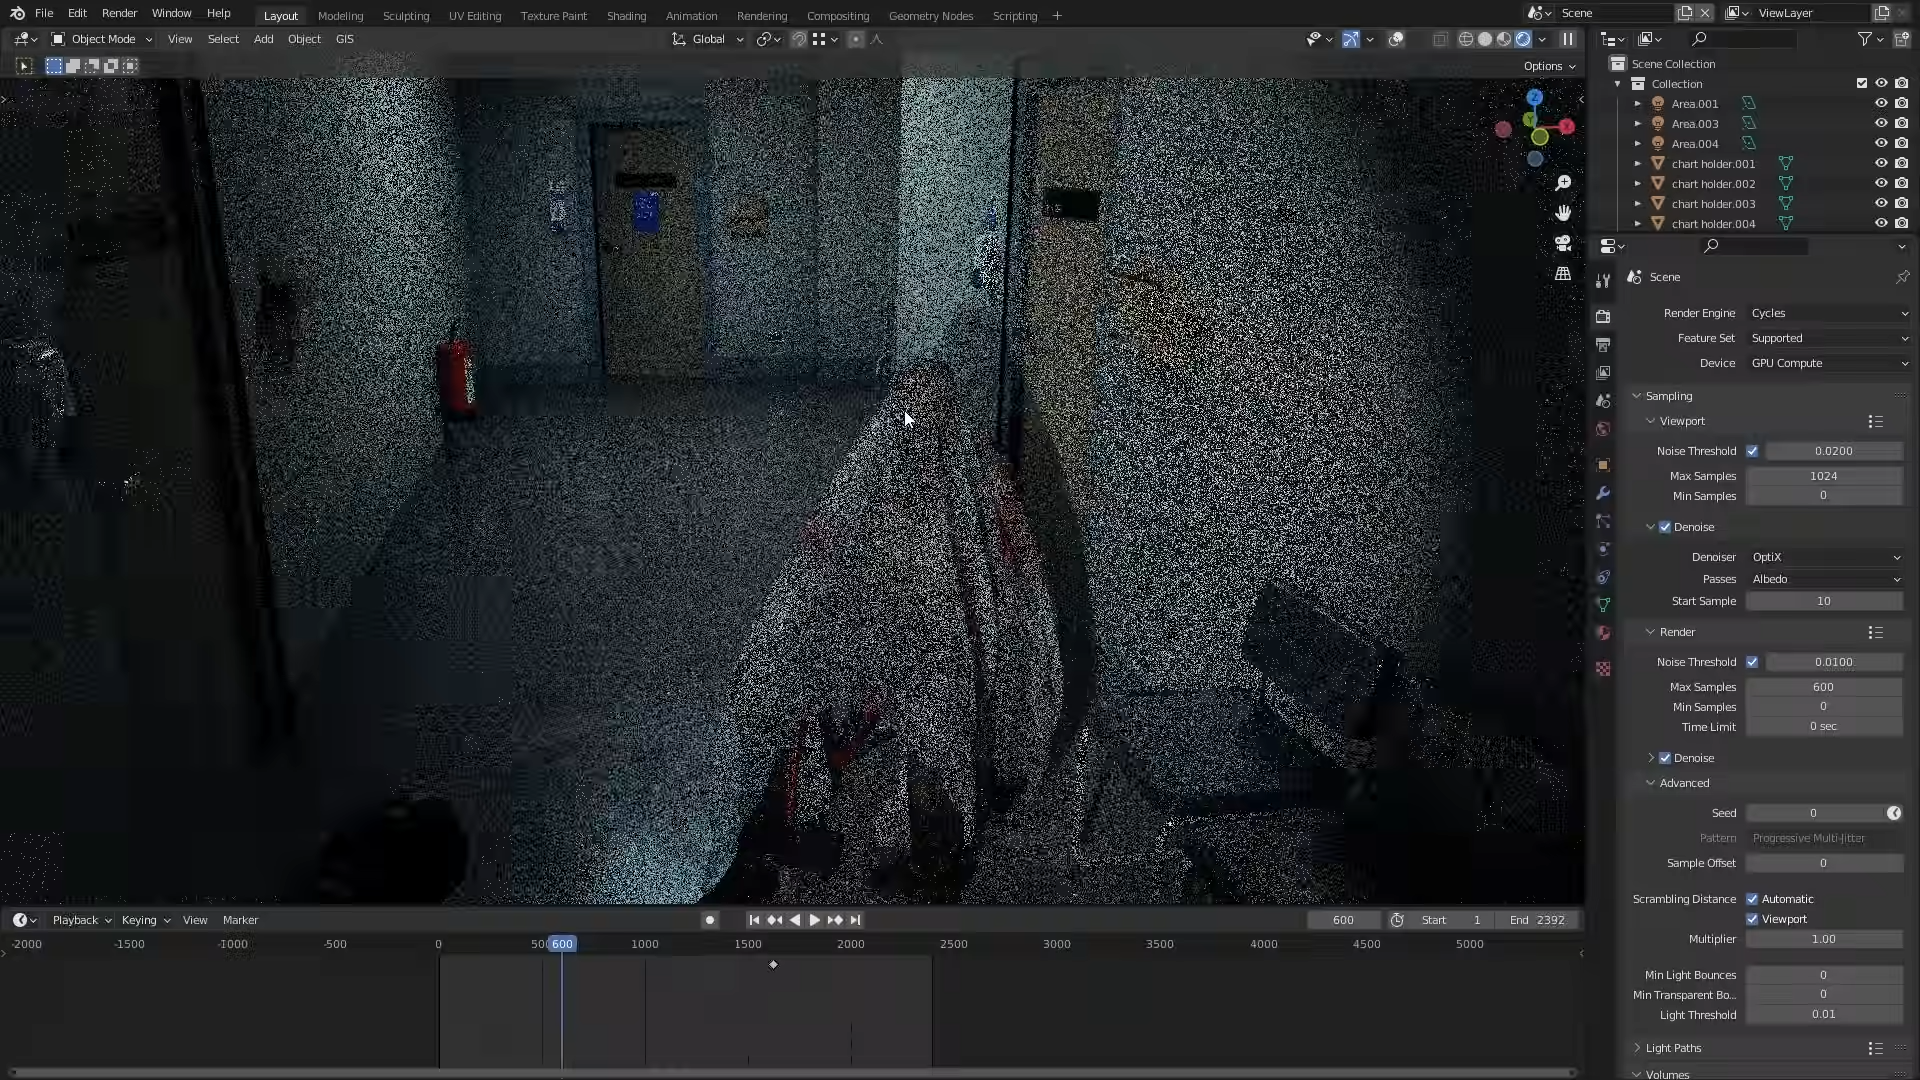 File Edit Render Window Help Layout Modeling Sculpting UV Editing Texture Paint Shading Animation Rendering Compositing Geometry Nodes Scripting + Scene ViewLayer
Object Mode View Select Add Object GIS Global
Options
Scene Collection
Collection
Area.001
Area.003
Area.004
chart holder.001
chart holder.002
chart holder.003
chart holder.004
Z
Y
X
Scene
Render Engine Cycles
Feature Set Supported
Device GPU Compute
Sampling
Viewport
Noise Threshold 0.0200
Max Samples 1024
Min Samples 0
Denoise
Denoiser OptiX
Passes Albedo
Start Sample 10
Render
Noise Threshold 0.0100
Max Samples 600
Min Samples 0
Time Limit 0 sec
Denoise
Advanced
Seed 0
Pattern Progressive Multi-Jitter
Sample Offset 0
Scrambling Distance Automatic
Viewport
Multiplier 1.00
Min Light Bounces 0
Min Transparent Bo... 0
Light Threshold 0.01
Light Paths
Volumes
Playback Keying View Marker 600 Start 1 End 2392
-2000 -1500 -1000 -500 0 500 600 1000 1500 2000 2500 3000 3500 4000 4500 5000